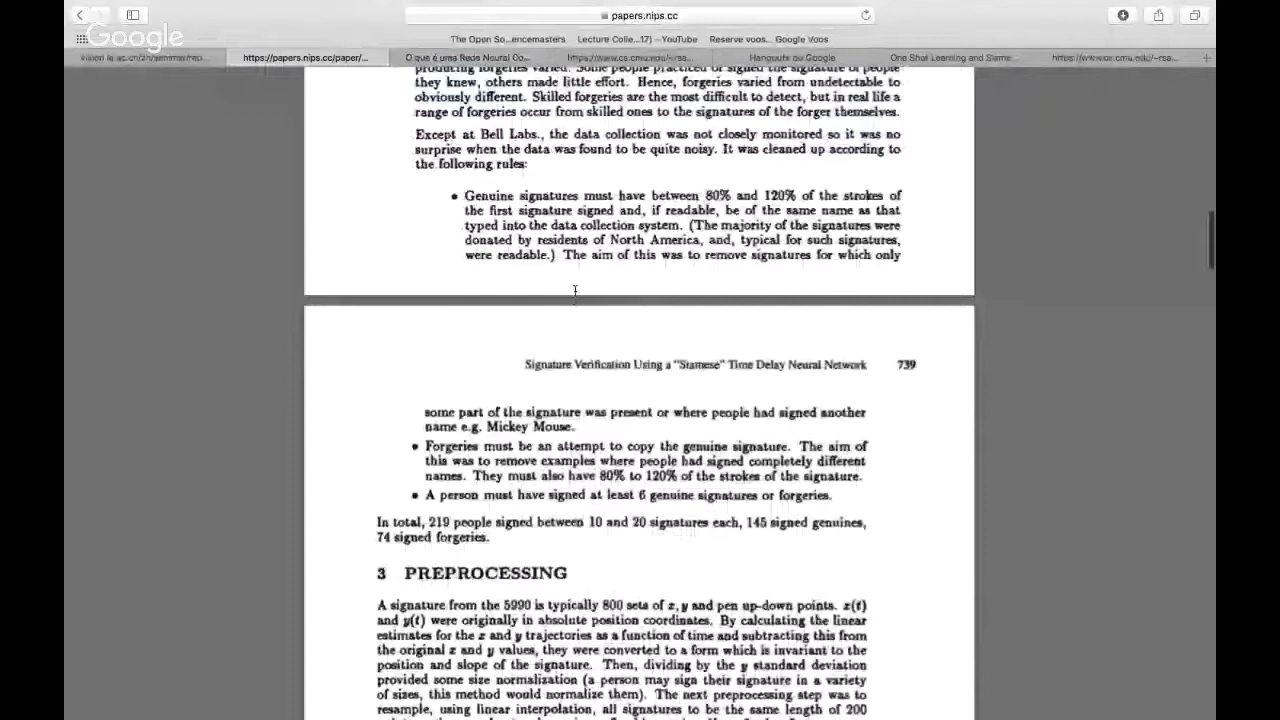 papers.nips.cc
Google
The Open So...encemasters Lecture Colle...17) – YouTube Reserve voos... Google Voos
https://papers.nips.cc/paper/... O que é uma Rede Neural Co... https://www.cs.cmu.edu/~rsa... Hangouts do Google One Shot Learning and Siame... https://www.cs.cmu.edu/~rsa...
producing forgeries varied. Some people practiced or signed the signature of people
they knew, others made little effort. Hence, forgeries varied from undetectable to
obviously different. Skilled forgeries are the most difficult to detect, but in real life a
range of forgeries occur from skilled ones to the signatures of the forger themselves.
Except at Bell Labs., the data collection was not closely monitored so it was no
surprise when the data was found to be quite noisy. It was cleaned up according to
the following rules:
• Genuine signatures must have between 80% and 120% of the strokes of
the first signature signed and, if readable, be of the same name as that
typed into the data collection system. (The majority of the signatures were
donated by residents of North America, and, typical for such signatures,
were readable.) The aim of this was to remove signatures for which only
Signature Verification Using a "Siamese" Time Delay Neural Network 739
some part of the signature was present or where people had signed another
name e.g. Mickey Mouse.
• Forgeries must be an attempt to copy the genuine signature. The aim of
this was to remove examples where people had signed completely different
names. They must also have 80% to 120% of the strokes of the signature.
• A person must have signed at least 6 genuine signatures or forgeries.
In total, 219 people signed between 10 and 20 signatures each, 145 signed genuines,
74 signed forgeries.
3 PREPROCESSING
A signature from the 5990 is typically 800 sets of x, y and pen up-down points. x(t)
and y(t) were originally in absolute position coordinates. By calculating the linear
estimates for the x and y trajectories as a function of time and subtracting this from
the original x and y values, they were converted to a form which is invariant to the
position and slope of the signature. Then, dividing by the y standard deviation
provided some size normalization (a person may sign their signature in a variety
of sizes, this method would normalize them). The next preprocessing step was to
resample, using linear interpolation, all signatures to be the same length of 200